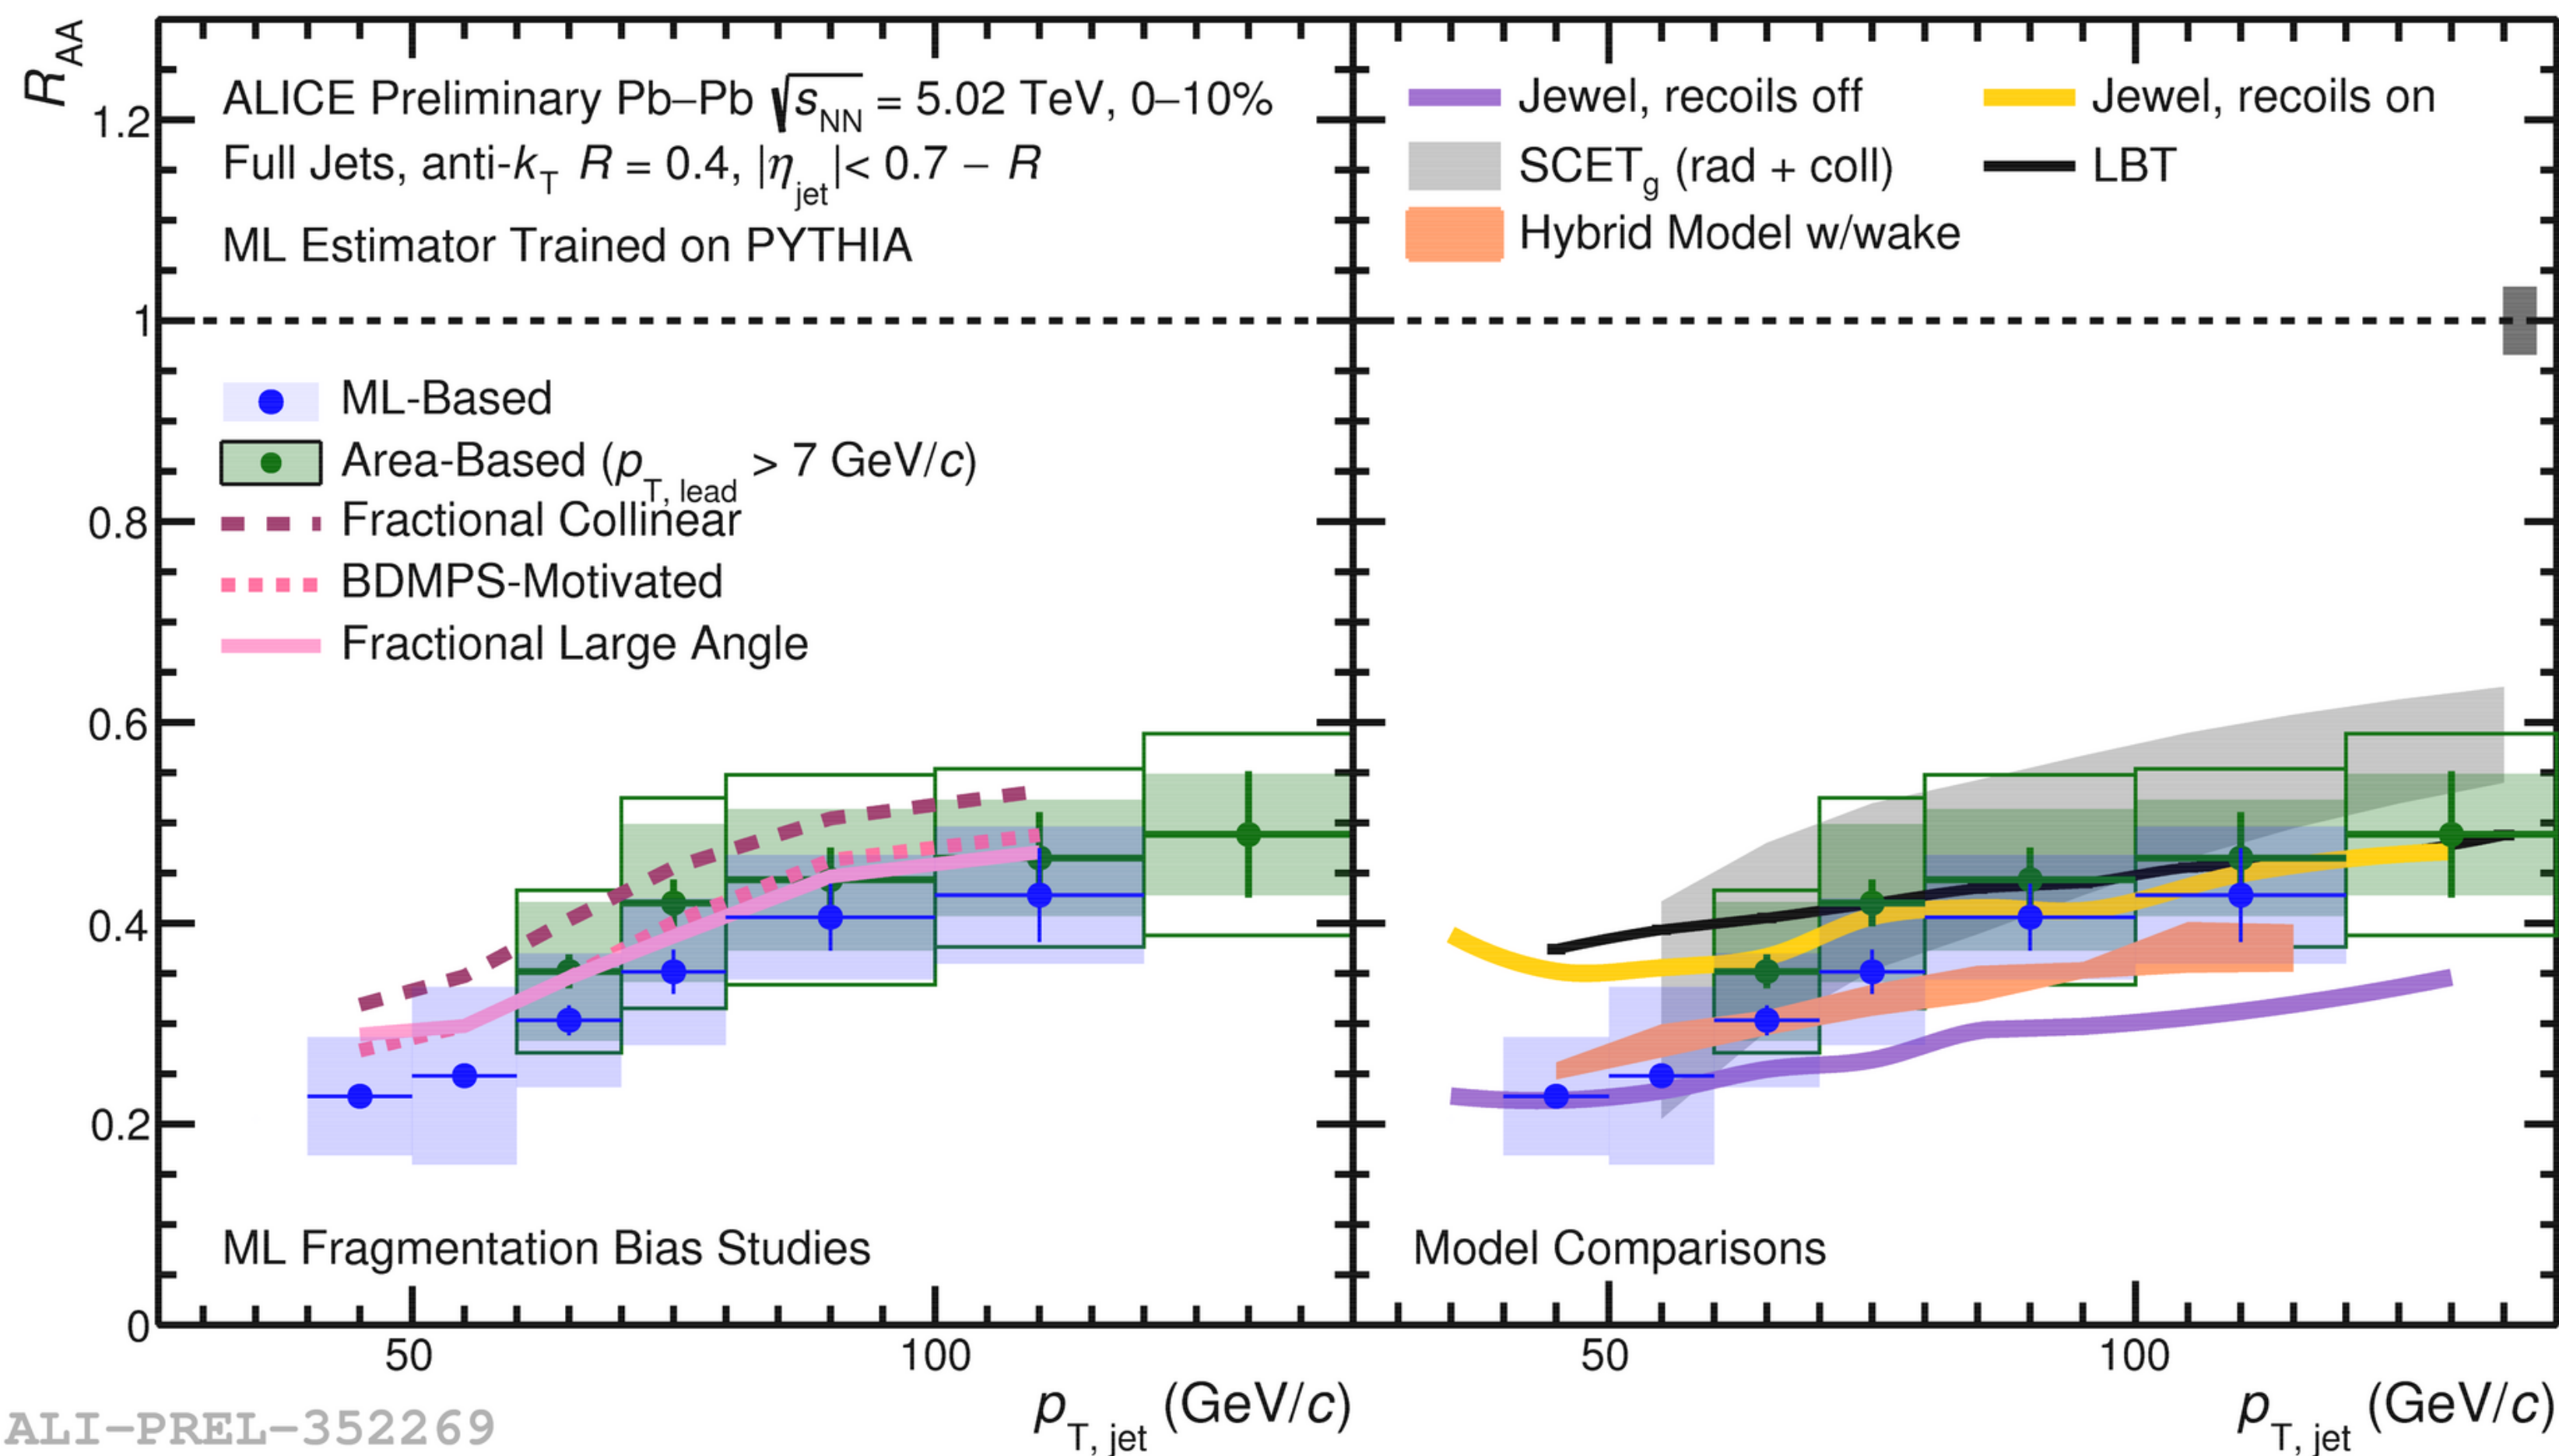 R_AA
ALICE Preliminary Pb–Pb √s_NN = 5.02 TeV, 0–10%
Full Jets, anti-k_T R = 0.4, |η_jet|< 0.7 − R
ML Estimator Trained on PYTHIA
ML-Based
Area-Based (p_T, lead > 7 GeV/c)
Fractional Collinear
BDMPS-Motivated
Fractional Large Angle
ML Fragmentation Bias Studies
1.2
1
0.8
0.6
0.4
0.2
0
50 100
p_T, jet (GeV/c)
Jewel, recoils off Jewel, recoils on
SCET_g (rad + coll) LBT
Hybrid Model w/wake
Model Comparisons
50 100
p_T, jet (GeV/c)
ALI−PREL−352269